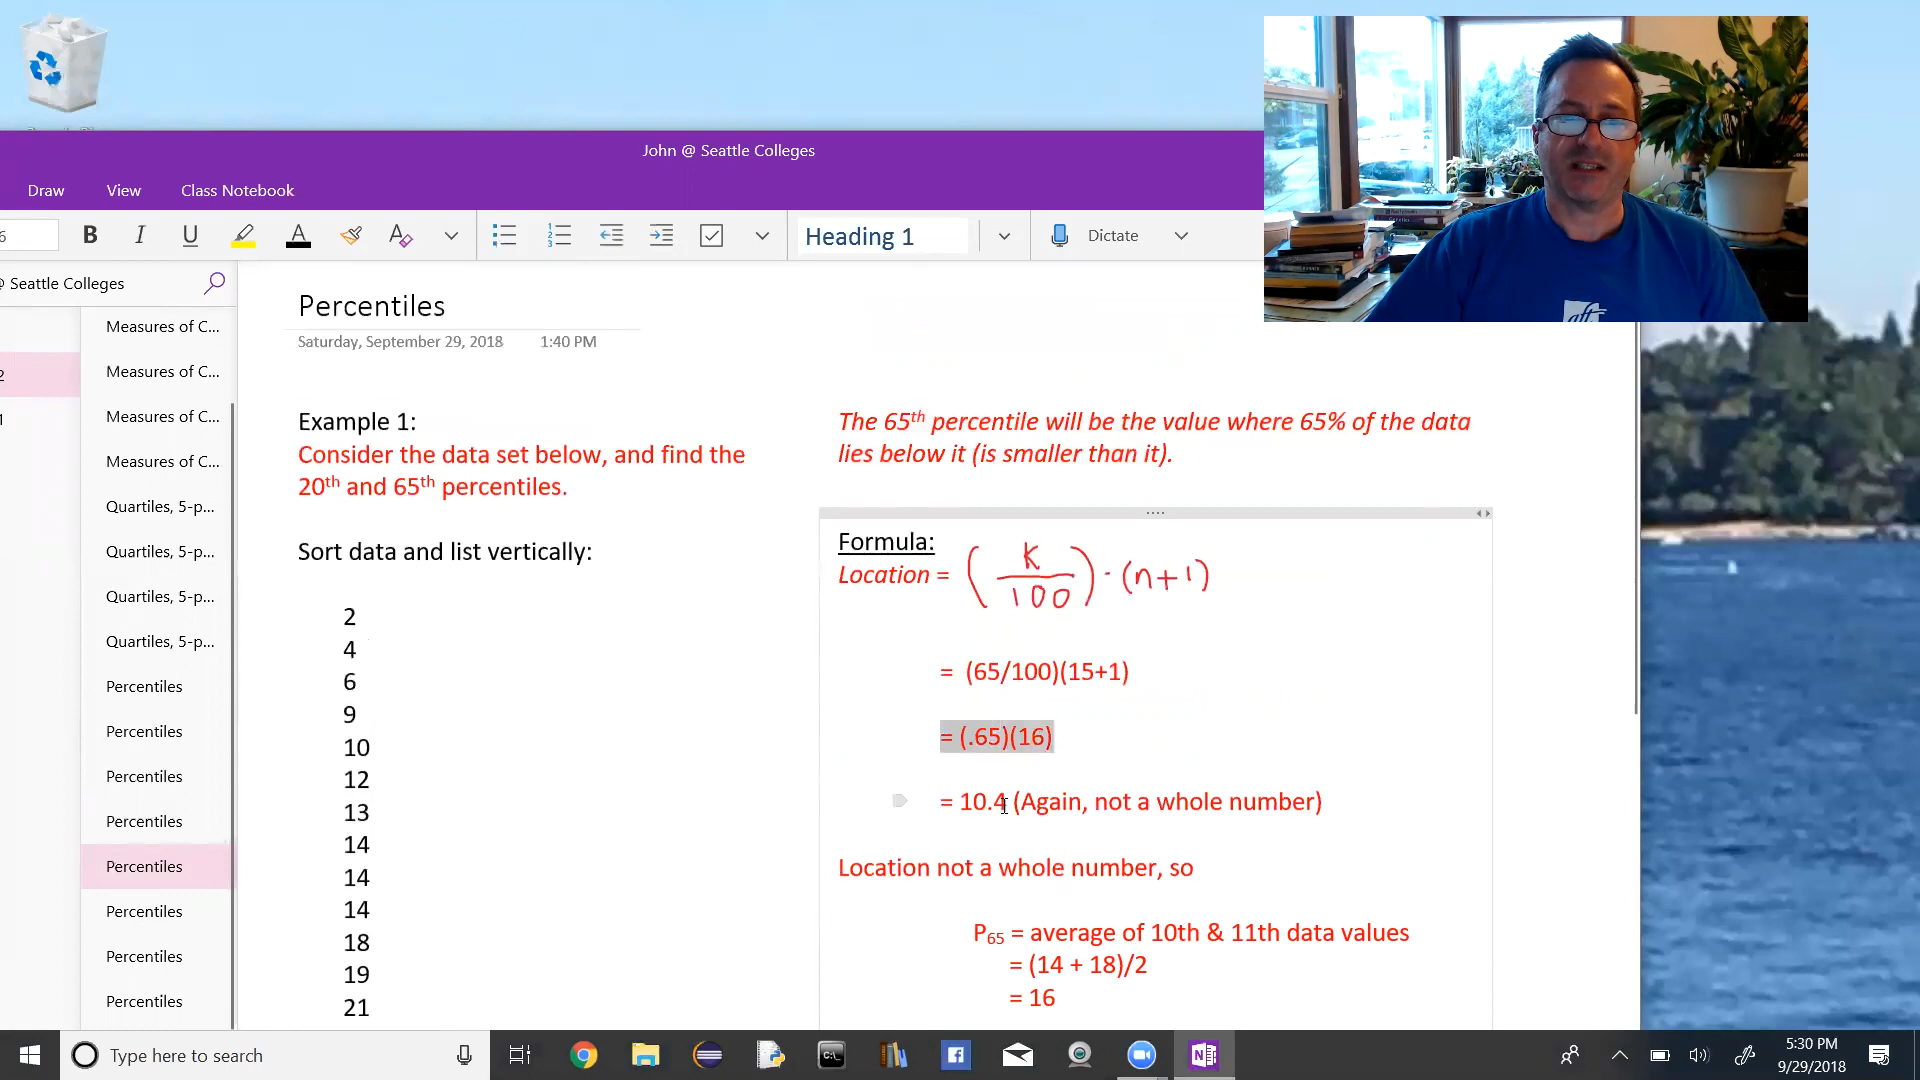 John @ Seattle Colleges
Draw
View
Class Notebook
6
B
I
U
A
A
Heading 1
Dictate
@ Seattle Colleges
2
1
Measures of C...
Measures of C...
Measures of C...
Measures of C...
Quartiles, 5-p...
Quartiles, 5-p...
Quartiles, 5-p...
Quartiles, 5-p...
Percentiles
Percentiles
Percentiles
Percentiles
Percentiles
Percentiles
Percentiles
Percentiles
Percentiles
Saturday, September 29, 2018 1:40 PM
Example 1:
Consider the data set below, and find the
20th and 65th percentiles.
Sort data and list vertically:
2
4
6
9
10
12
13
14
14
14
18
19
21
The 65th percentile will be the value where 65% of the data
lies below it (is smaller than it).
Formula:
Location = (K/100) · (n+1)
= (65/100)(15+1)
= (.65)(16)
= 10.4 (Again, not a whole number)
Location not a whole number, so
P65 = average of 10th & 11th data values
= (14 + 18)/2
= 16
aft
Type here to search
5:30 PM
9/29/2018